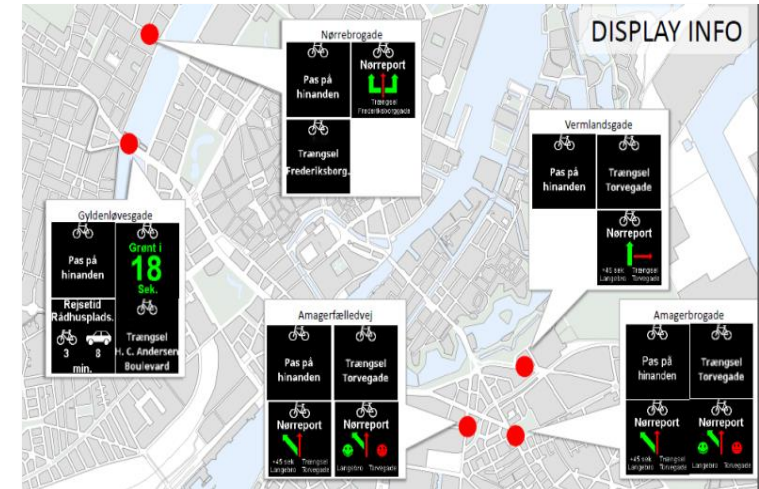 DISPLAY INFO
Nørrebrogade
Pas på
hinanden
Nørreport
Trængsel
Frederiksborggade
Trængsel
Frederiksborg.
Vermlandsgade
Pas på
hinanden
Trængsel
Torvegade
Nørreport
+45 sek Trængsel
Langebro Torvegade
Gyldenløvesgade
Pas på
hinanden
Grønt i
18
Sek.
Rejsetid
Rådhusplads.
3 8
min.
Trængsel
H. C. Andersen
Boulevard
Amagerfælledvej
Pas på
hinanden
Trængsel
Torvegade
Nørreport
+45 sek Trængsel
Langebro Torvegade
Nørreport
Langebro Torvegade
Amagerbrogade
Pas på
hinanden
Trængsel
Torvegade
Nørreport
+45 sek Trængsel
Langebro Torvegade
Nørreport
Langebro Torvegade